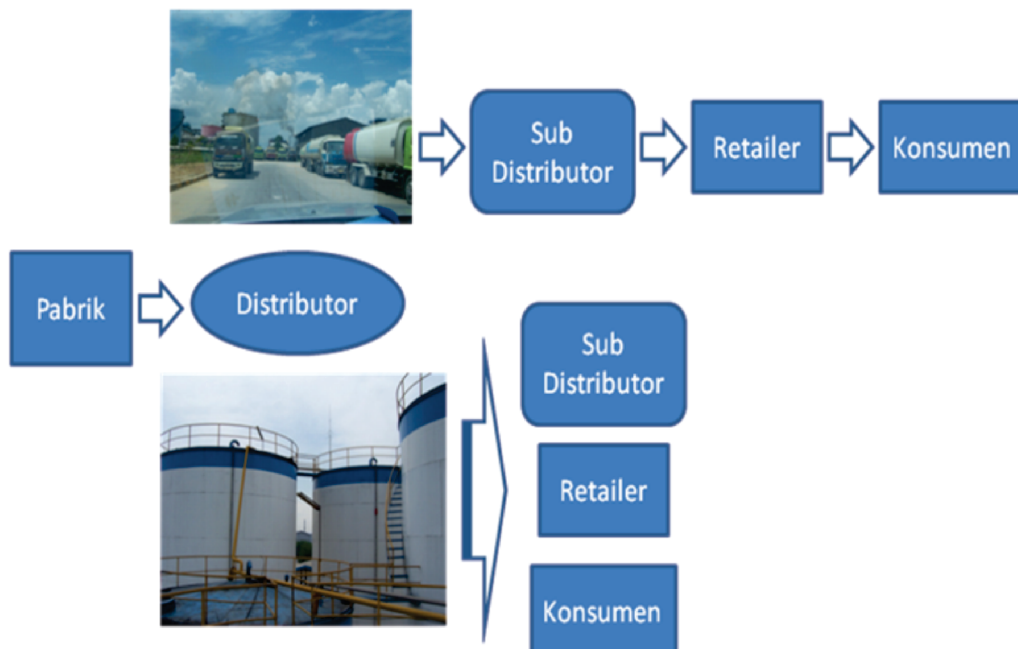 Sub
Distributor
Retailer
Konsumen
Pabrik
Distributor
Sub
Distributor
Retailer
Konsumen